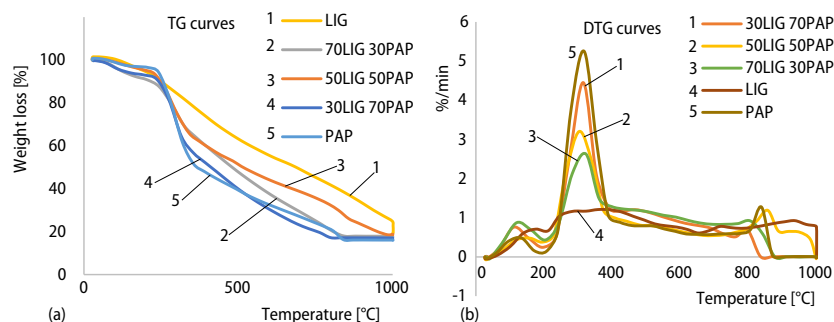 TG curves
1 LIG
2 70LIG 30PAP
3 50LIG 50PAP
4 30LIG 70PAP
5 PAP
Weight loss [%]
100
80
60
40
20
0
4
5
2
3
1
500
1000
Temperature [°C]
(a)
DTG curves
1 30LIG 70PAP
2 50LIG 50PAP
3 70LIG 30PAP
4 LIG
5 PAP
%/min
6
5
4
3
2
1
0
-1
5
1
2
3
4
0
200
400
600
800
1000
Temperature [°C]
(b)